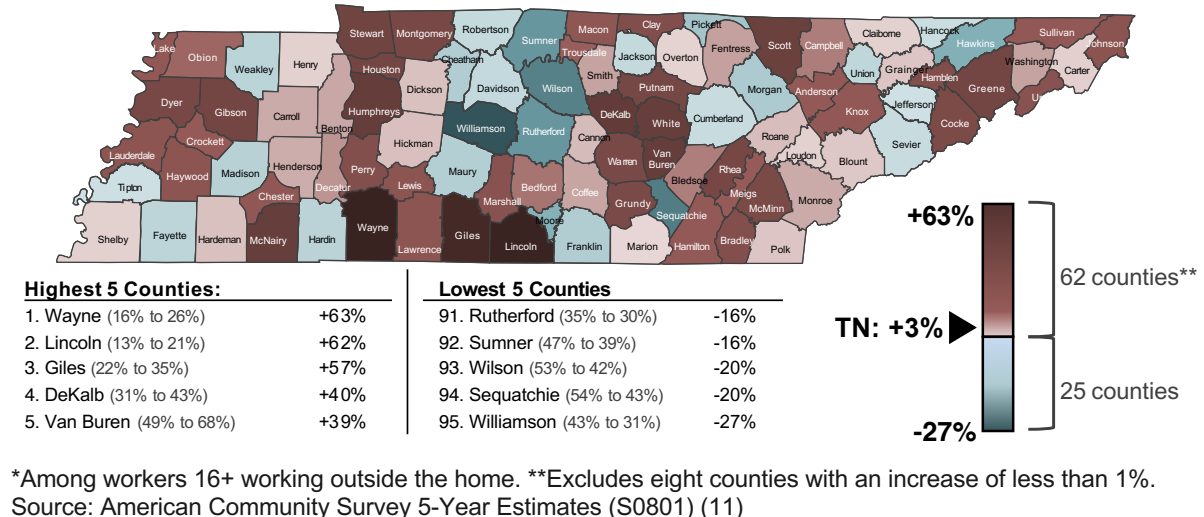 Lake
Obion
Weakley
Henry
Stewart
Montgomery
Robertson
Sumner
Macon
Clay
Pickett
Trousdale
Jackson
Overton
Fentress
Scott
Campbell
Claiborne
Hancock
Hawkins
Sullivan
Johnson
Houston
Cheatham
Davidson
Wilson
Smith
Putnam
Morgan
Union
Grainger
Hamblen
Washington
Carter
Dyer
Gibson
Carroll
Benton
Humphreys
Dickson
Williamson
Rutherford
Cannon
DeKalb
White
Cumberland
Anderson
Knox
Jefferson
Greene
U
Cocke
Lauderdale
Crockett
Haywood
Madison
Henderson
Decatur
Perry
Hickman
Lewis
Maury
Marshall
Bedford
Coffee
Warren
Van
Buren
Bledsoe
Rhea
Roane
Loudon
Blount
Sevier
Tipton
Chester
Grundy
Sequatchie
Meigs
McMinn
Monroe
Shelby
Fayette
Hardeman
McNairy
Hardin
Wayne
Lawrence
Giles
Lincoln
Moore
Franklin
Marion
Hamilton
Bradley
Polk
Highest 5 Counties:
1. Wayne (16% to 26%) +63%
2. Lincoln (13% to 21%) +62%
3. Giles (22% to 35%) +57%
4. DeKalb (31% to 43%) +40%
5. Van Buren (49% to 68%) +39%
Lowest 5 Counties
91. Rutherford (35% to 30%) -16%
92. Sumner (47% to 39%) -16%
93. Wilson (53% to 42%) -20%
94. Sequatchie (54% to 43%) -20%
95. Williamson (43% to 31%) -27%
+63%
62 counties**
TN: +3%
25 counties
-27%
*Among workers 16+ working outside the home. **Excludes eight counties with an increase of less than 1%.
Source: American Community Survey 5-Year Estimates (S0801) (11)